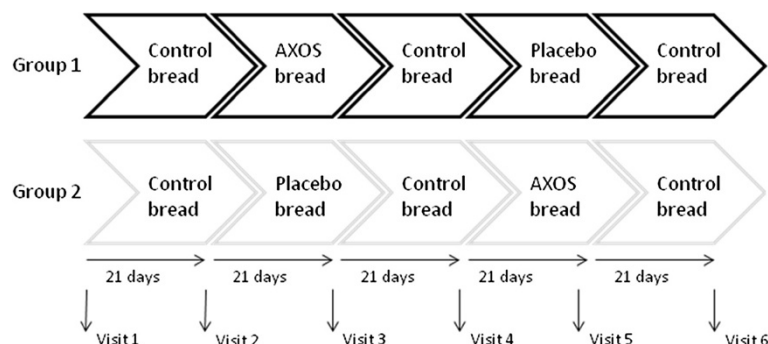 Group 1
Control bread
AXOS bread
Control bread
Placebo bread
Control bread
Group 2
Control bread
Placebo bread
Control bread
AXOS bread
Control bread
21 days
21 days
21 days
21 days
21 days
Visit 1
Visit 2
Visit 3
Visit 4
Visit 5
Visit 6